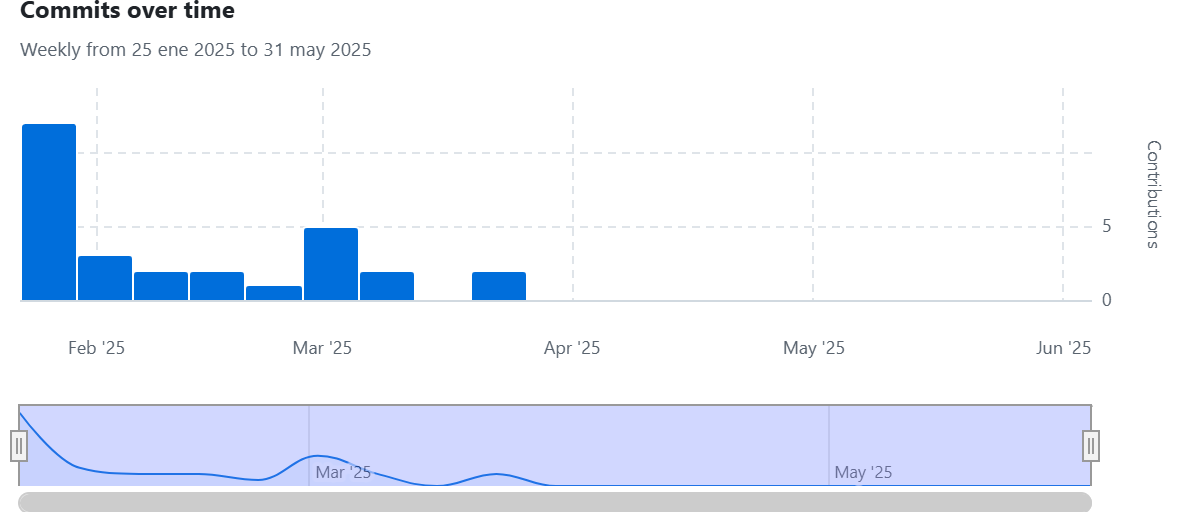 Commits over time
Weekly from 25 ene 2025 to 31 may 2025
Contributions
5
0
Feb '25
Mar '25
Apr '25
May '25
Jun '25
Mar '25
May '25